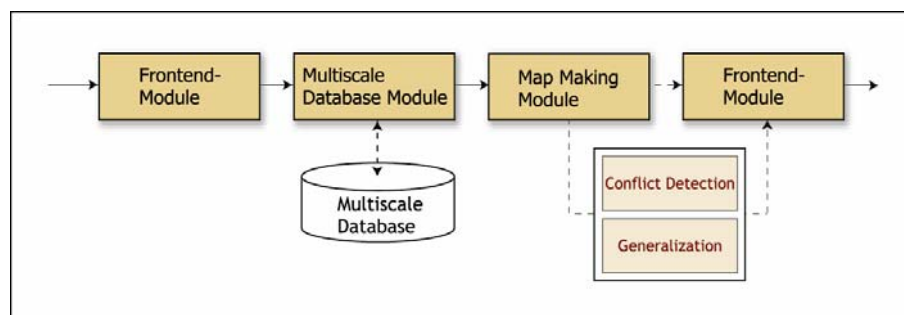 Frontend-
Module
Multiscale
Database Module
Map Making
Module
Frontend-
Module
Multiscale
Database
Conflict Detection
Generalization